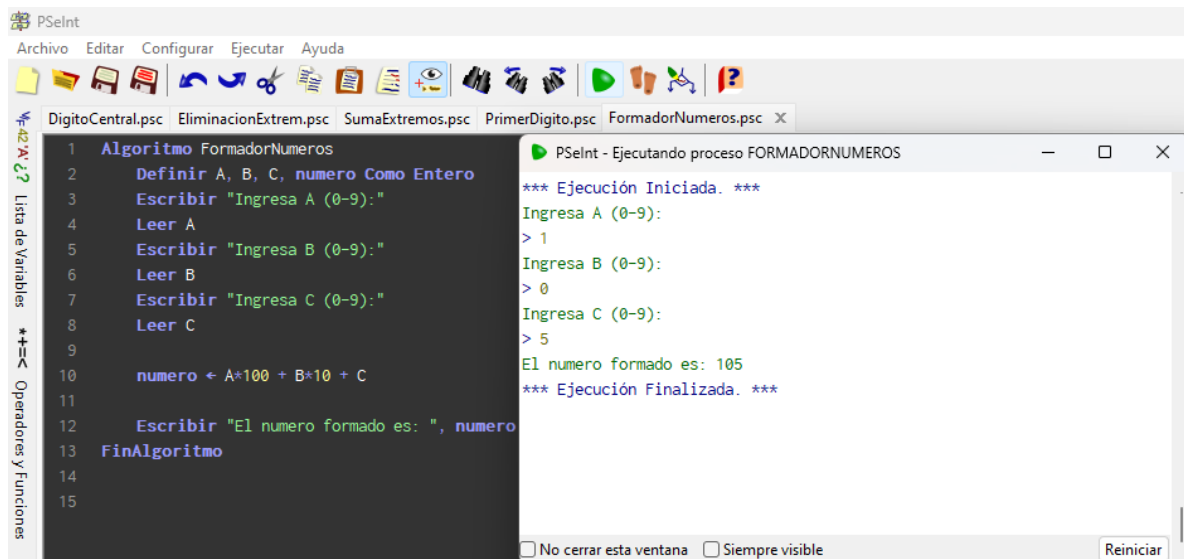 PSeInt
Archivo Editar Configurar Ejecutar Ayuda
DigitoCentral.psc EliminacionExtrem.psc SumaExtremos.psc PrimerDigito.psc FormadorNumeros.psc X
Lista de Variables
*+=< Operadores y Funciones
1 Algoritmo FormadorNumeros
2 Definir A, B, C, numero Como Entero
3 Escribir "Ingresa A (0-9):"
4 Leer A
5 Escribir "Ingresa B (0-9):"
6 Leer B
7 Escribir "Ingresa C (0-9):"
8 Leer C
9
10 numero ← A*100 + B*10 + C
11
12 Escribir "El numero formado es: ", numero
13 FinAlgoritmo
14
15
PSeInt - Ejecutando proceso FORMADORNUMEROS
*** Ejecución Iniciada. ***
Ingresa A (0-9):
> 1
Ingresa B (0-9):
> 0
Ingresa C (0-9):
> 5
El numero formado es: 105
*** Ejecución Finalizada. ***
No cerrar esta ventana Siempre visible Reiniciar